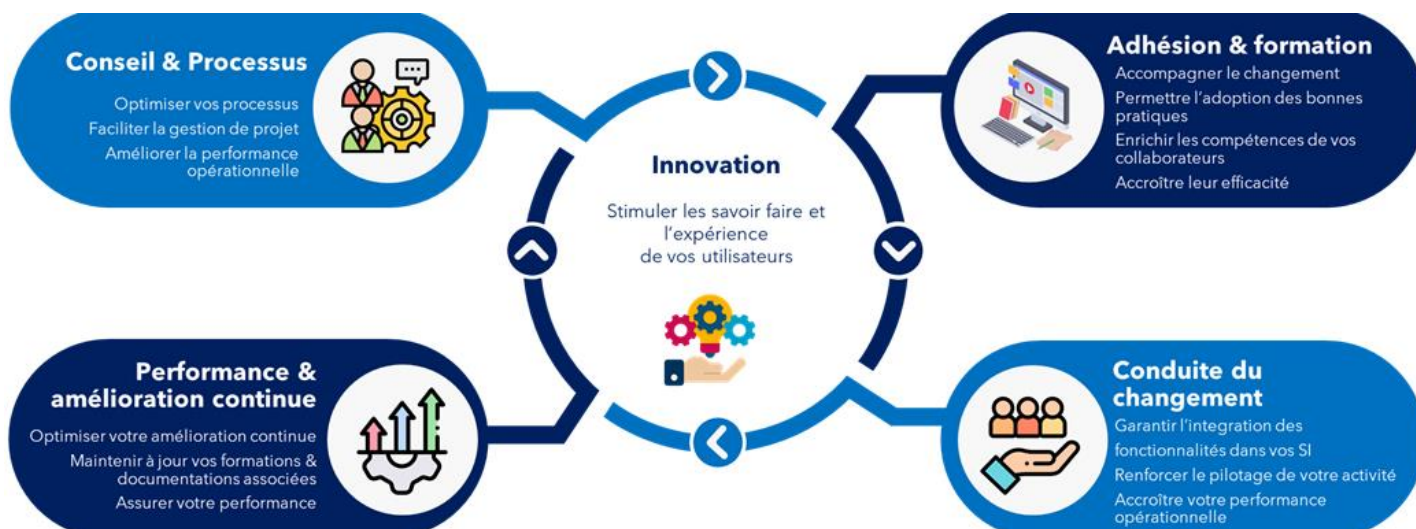 Conseil & Processus
Optimiser vos processus
Faciliter la gestion de projet
Améliorer la performance
opérationnelle
Adhésion & formation
Accompagner le changement
Permettre l'adoption des bonnes
pratiques
Enrichir les compétences de vos
collaborateurs
Accroître leur efficacité
Innovation
Stimuler les savoir faire et
l'expérience
de vos utilisateurs
Performance &
amélioration continue
Optimiser votre amélioration continue
Maintenir à jour vos formations &
documentations associées
Assurer votre performance
Conduite du
changement
Garantir l'integration des
fonctionnalités dans vos SI
Renforcer le pilotage de votre activité
Accroître votre performance
opérationnelle